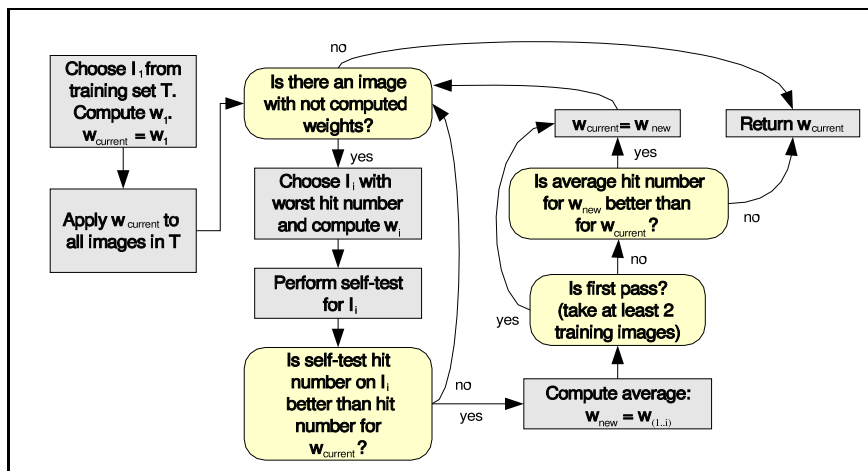 Choose I1 from
training set T.
Compute w1.
wcurrent = w1
Apply wcurrent to
all images in T
no
Is there an image
with not computed
weights?
yes
Choose Ii with
worst hit number
and compute wi
Perform self-test
for Ii
Is self-test hit
number on Ii
better than hit
number for
wcurrent ?
no
yes
Compute average:
wnew = w(1..i)
Is first pass?
(take at least 2
training images)
yes
no
Is average hit number
for wnew better than
for wcurrent ?
yes
no
wcurrent= wnew
Return wcurrent